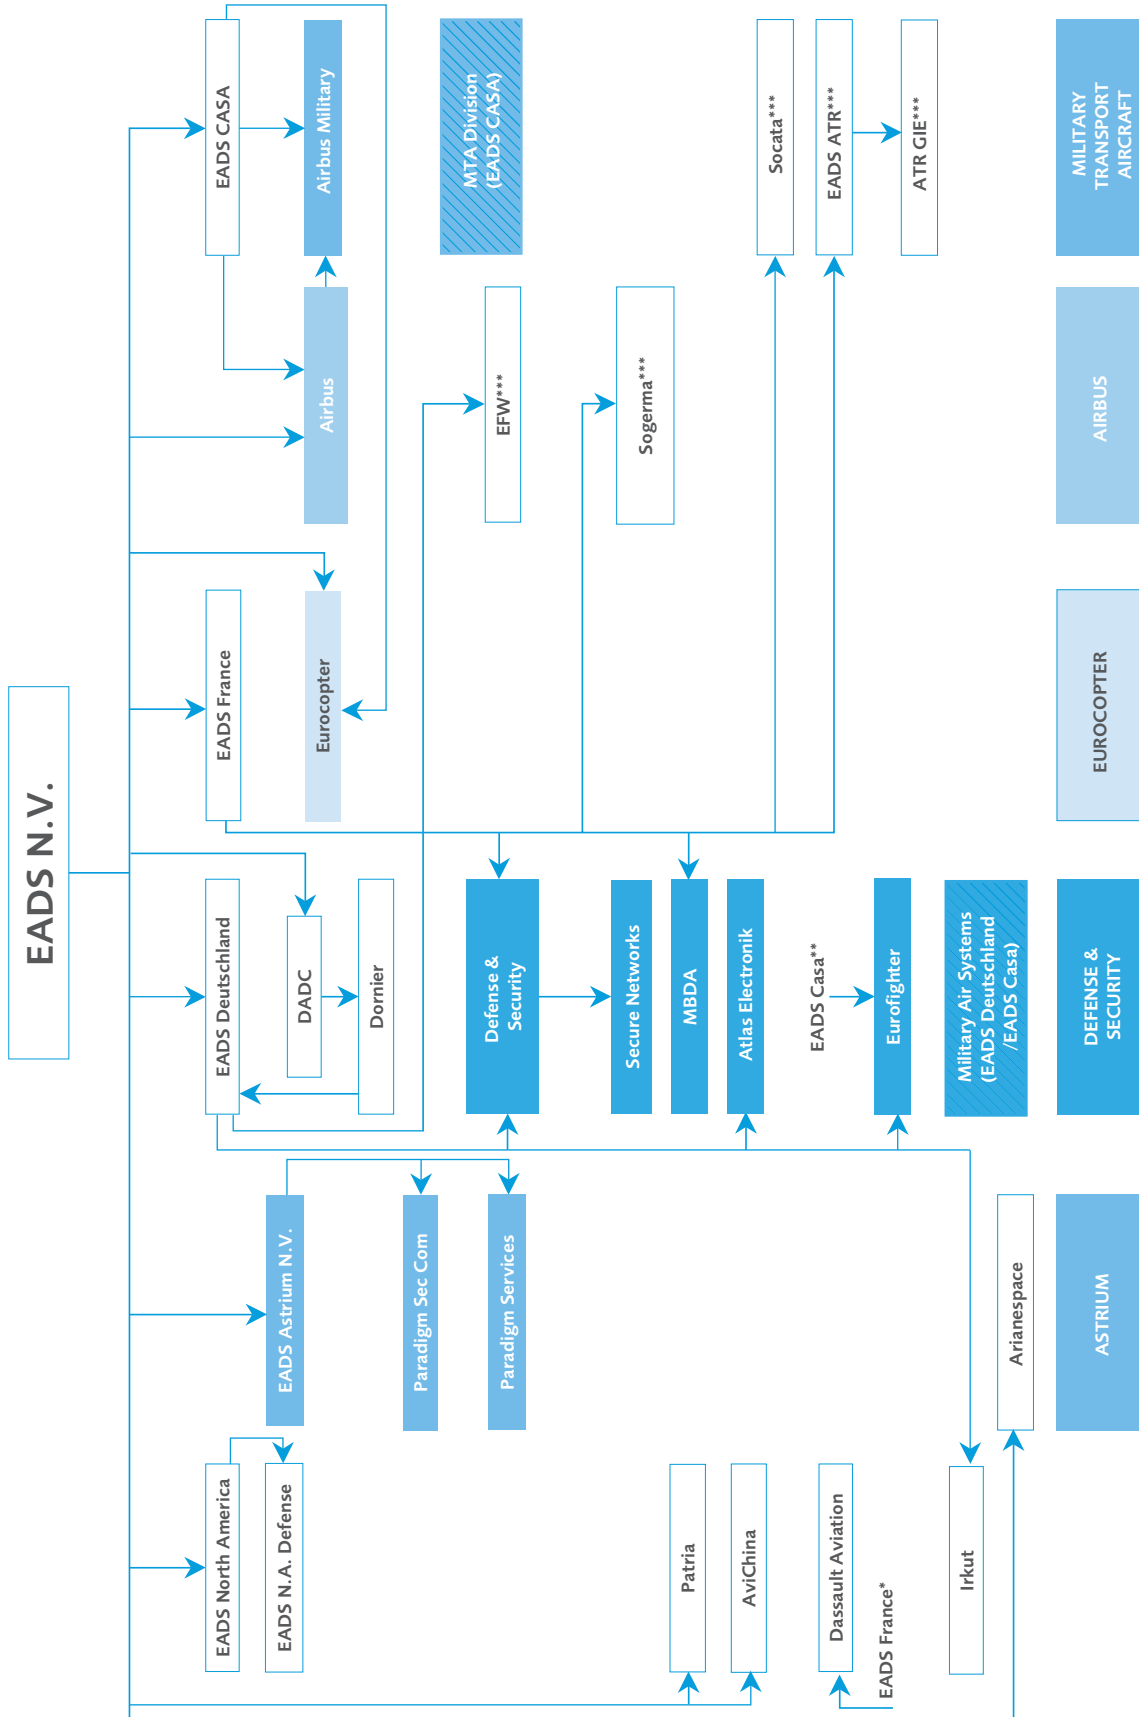 EADS N.V.
EADS North America
EADS N.A. Defense
Patria
AviChina
Dassault Aviation
EADS France*
Irkut
EADS Astrium N.V.
Paradigm Sec Com
Paradigm Services
Arianespace
ASTRIUM
EADS Deutschland
DADC
Dornier
Defense &
Security
Secure Networks
MBDA
Atlas Electronik
EADS Casa**
Eurofighter
Military Air Systems
(EADS Deutschland
/EADS Casa)
DEFENSE &
SECURITY
EADS France
Eurocopter
EUROCOPTER
Airbus
EFW***
Sogerma***
AIRBUS
EADS CASA
Airbus Military
MTA Division
(EADS CASA)
Socata***
EADS ATR***
ATR GIE***
MILITARY
TRANSPORT
AIRCRAFT